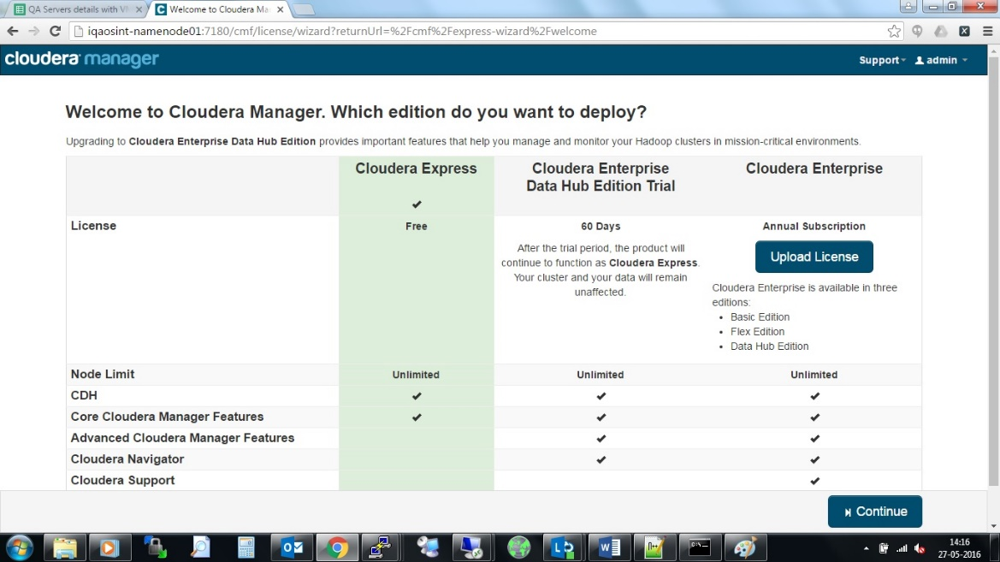 QA Servers details with VM
Welcome to Cloudera Ma
iqaosint-namenode01:7180/cmf/license/wizard?returnUrl=%2Fcmf%2Fexpress-wizard%2Fwelcome
cloudera manager
Support
admin
Welcome to Cloudera Manager. Which edition do you want to deploy?
Upgrading to Cloudera Enterprise Data Hub Edition provides important features that help you manage and monitor your Hadoop clusters in mission-critical environments.
Cloudera Express
Cloudera Enterprise
Data Hub Edition Trial
Cloudera Enterprise
License
Free
60 Days
After the trial period, the product will
continue to function as Cloudera Express.
Your cluster and your data will remain
unaffected.
Annual Subscription
Upload License
Cloudera Enterprise is available in three
editions:
• Basic Edition
• Flex Edition
• Data Hub Edition
Node Limit Unlimited Unlimited Unlimited
CDH
Core Cloudera Manager Features
Advanced Cloudera Manager Features
Cloudera Navigator
Cloudera Support
Continue
14:16
27-05-2016